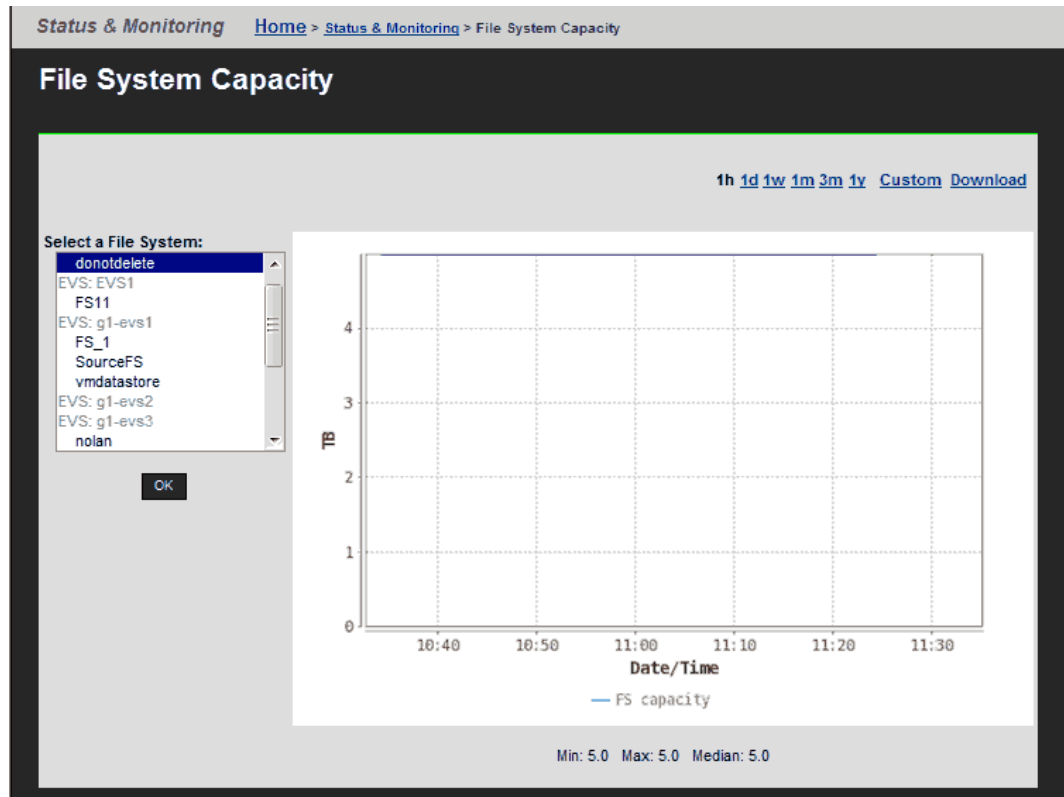 Status & Monitoring Home > Status & Monitoring > File System Capacity
File System Capacity
1h 1d 1w 1m 3m 1y Custom Download
Select a File System:
donotdelete
EVS: EVS1
FS11
EVS: g1-evs1
FS_1
SourceFS
vmdatastore
EVS: g1-evs2
EVS: g1-evs3
nolan
OK
TB
4
3
2
1
0
10:40 10:50 11:00 11:10 11:20 11:30
Date/Time
FS capacity
Min: 5.0 Max: 5.0 Median: 5.0